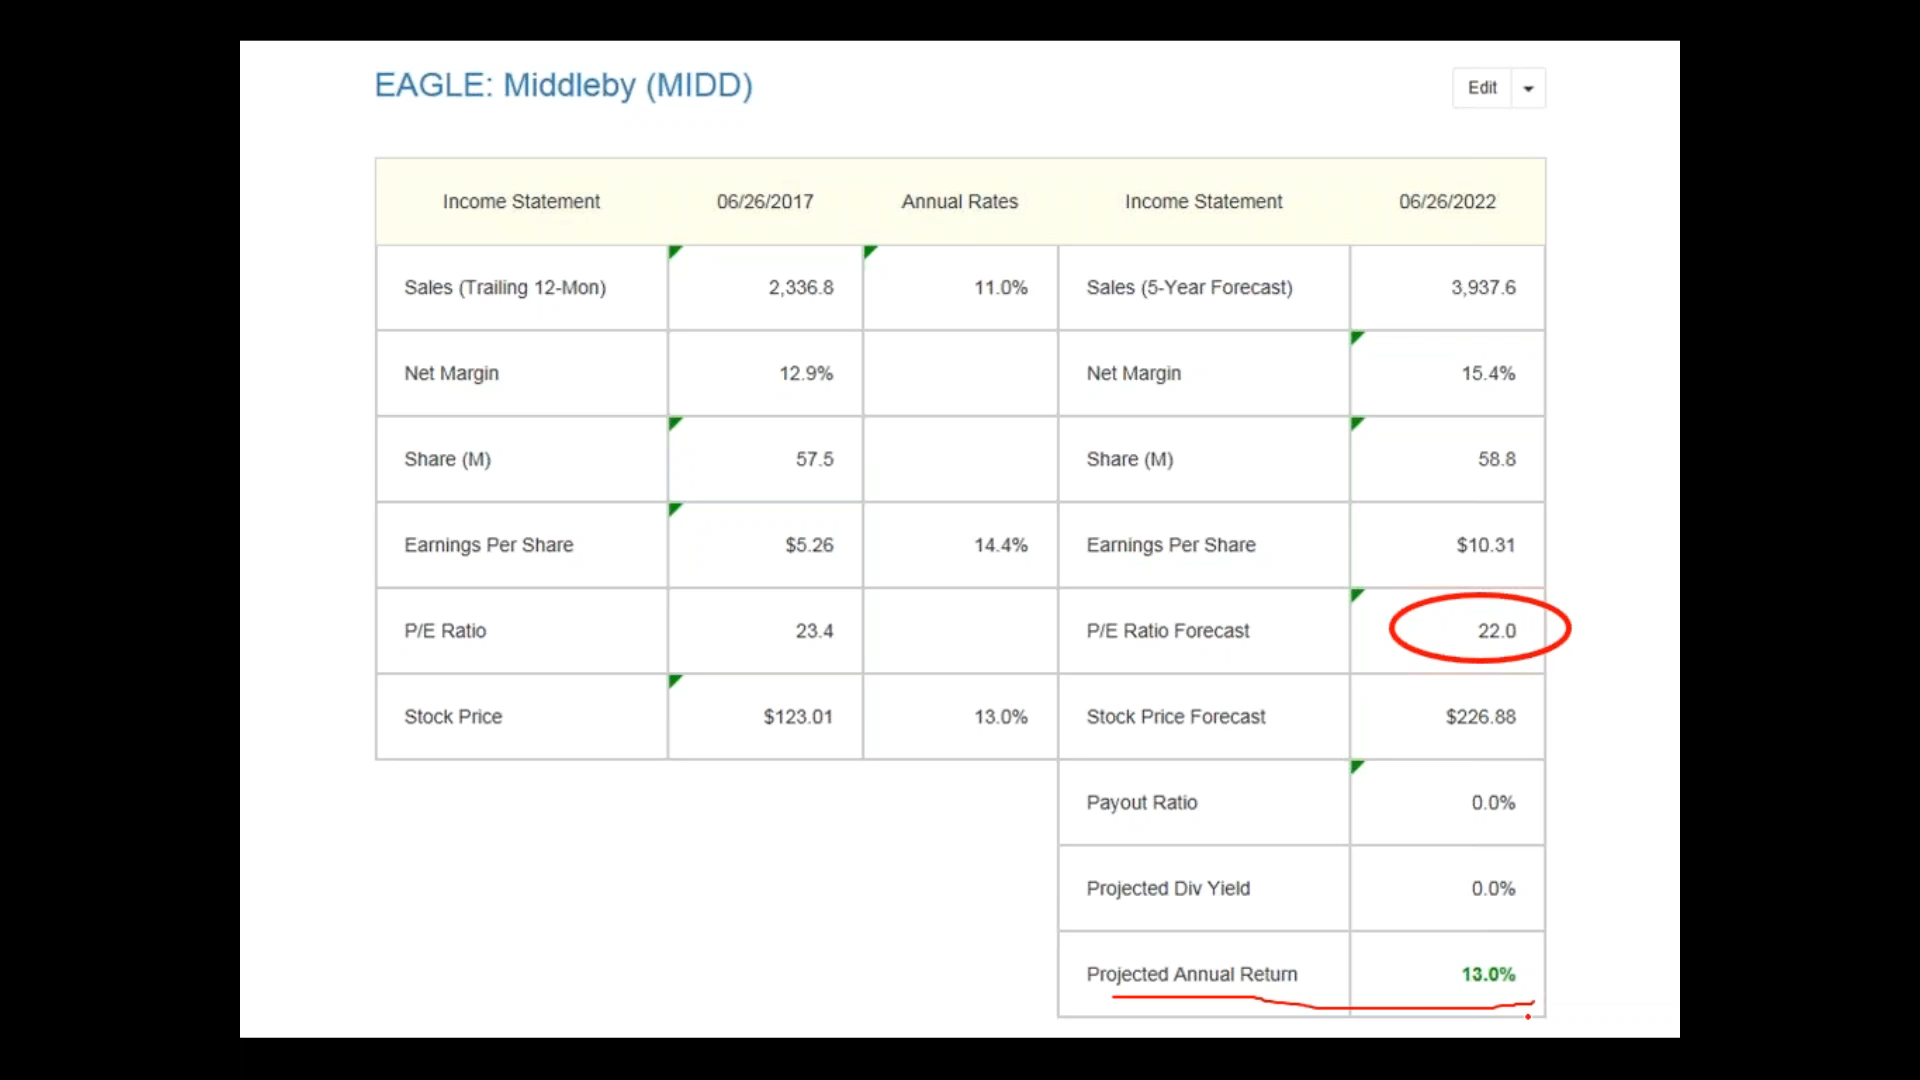 EAGLE: Middleby (MIDD)
Edit
Income Statement 06/26/2017 Annual Rates Income Statement 06/26/2022
Sales (Trailing 12-Mon) 2,336.8 11.0% Sales (5-Year Forecast) 3,937.6
Net Margin 12.9% Net Margin 15.4%
Share (M) 57.5 Share (M) 58.8
Earnings Per Share $5.26 14.4% Earnings Per Share $10.31
P/E Ratio 23.4 P/E Ratio Forecast 22.0
Stock Price $123.01 13.0% Stock Price Forecast $226.88
Payout Ratio 0.0%
Projected Div Yield 0.0%
Projected Annual Return 13.0%